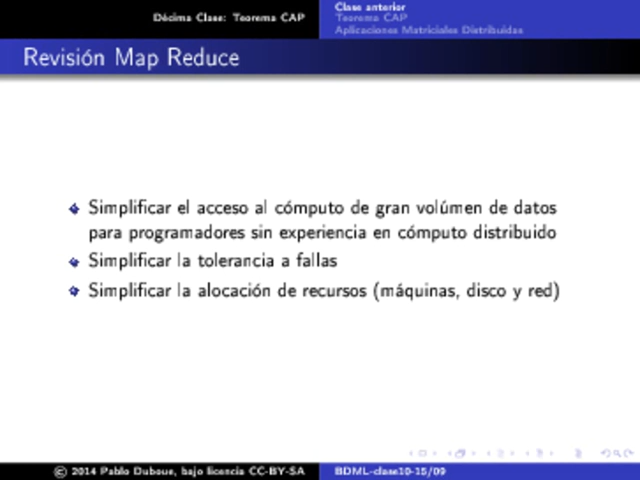 Décima Clase: Teorema CAP
Clase anterior
Teorema CAP
Aplicaciones Matriciales Distribuidas
Revisión Map Reduce
Simplificar el acceso al cómputo de gran volúmen de datos
para programadores sin experiencia en cómputo distribuido
Simplificar la tolerancia a fallas
Simplificar la alocación de recursos (máquinas, disco y red)
© 2014 Pablo Duboue, bajo licencia CC-BY-SA
BDML-clase10-15/09